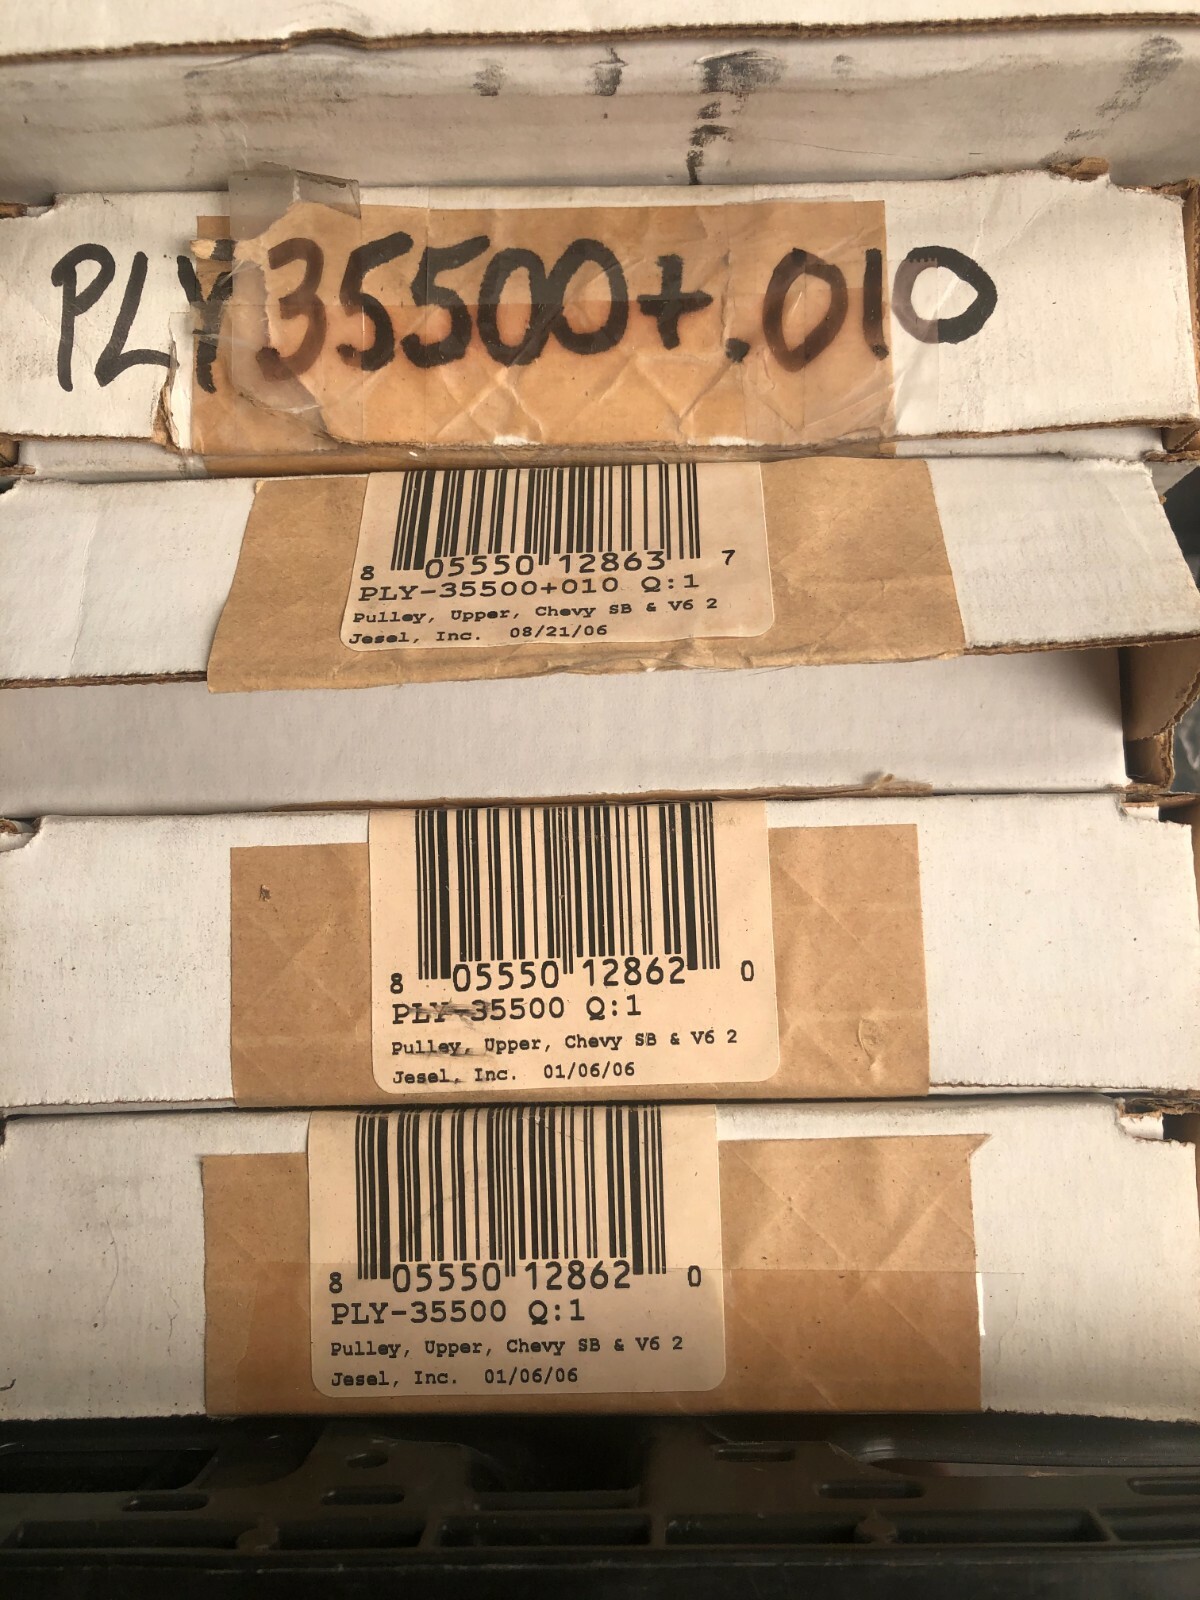 PLY35500+.010
8 05550 12863 7
PLY-35500+010 Q:1
Pulley, Upper, Chevy SB & V6 2
Jesel, Inc. 08/21/06
8 05550 12862 0
PLY-35500 Q:1
Pulley, Upper, Chevy SB & V6 2
Jesel, Inc. 01/06/06
8 05550 12862 0
PLY-35500 Q:1
Pulley, Upper, Chevy SB & V6 2
Jesel, Inc. 01/06/06